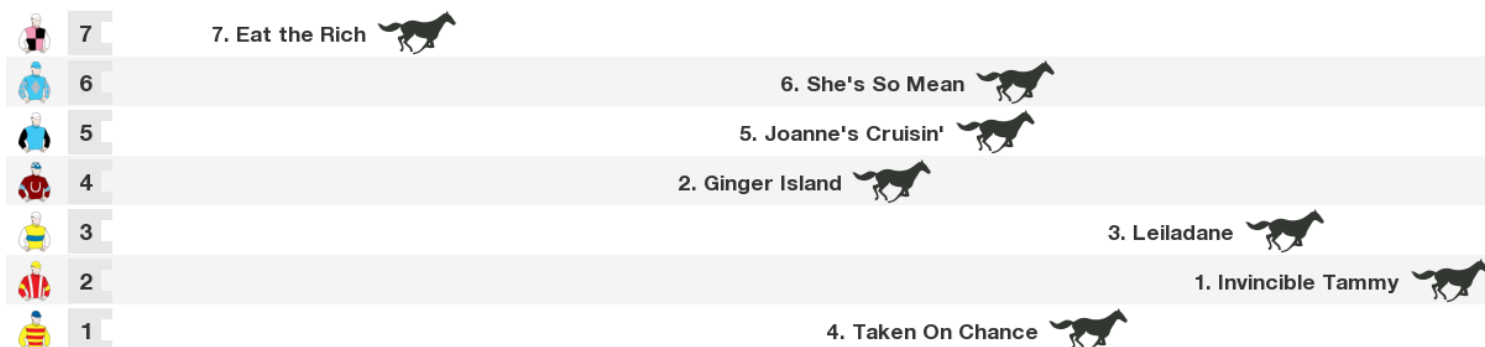 7 7. Eat the Rich
6 6. She's So Mean
5 5. Joanne's Cruisin'
4 2. Ginger Island
3 3. Leiladane
2 1. Invincible Tammy
1 4. Taken On Chance